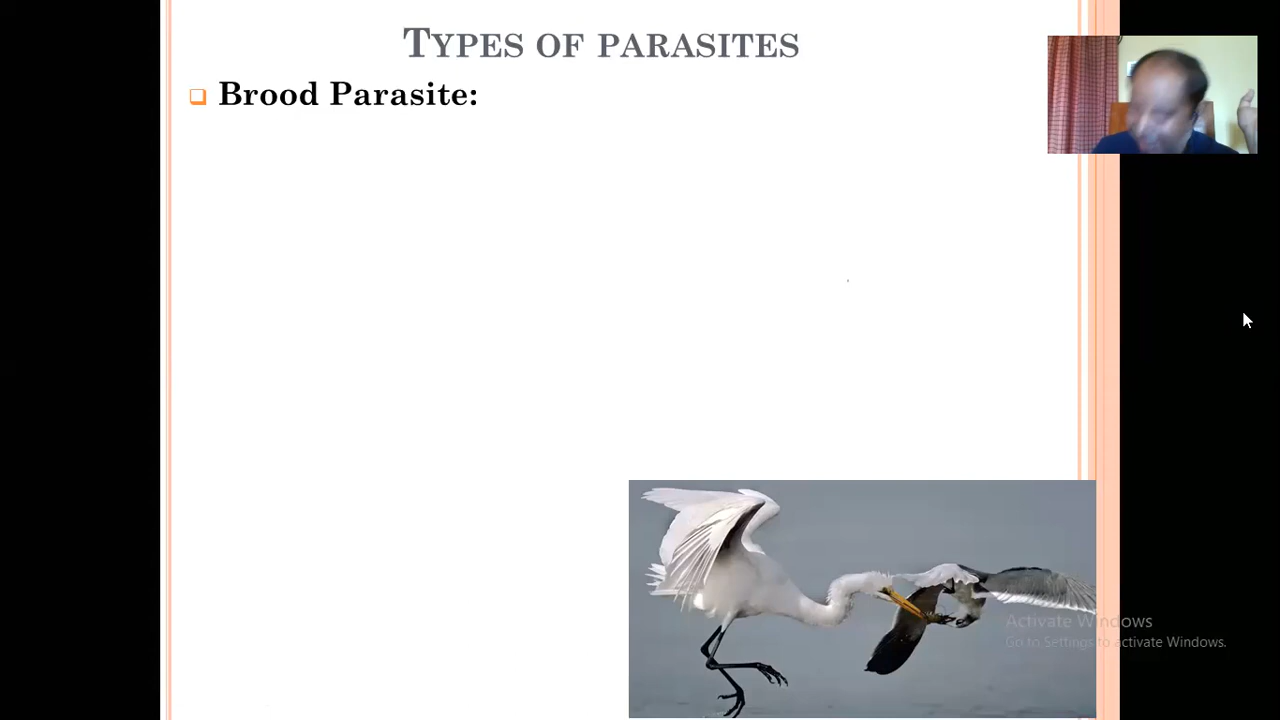 TYPES OF PARASITES
Brood Parasite:
Activate Windows
Go to Settings to activate Windows.